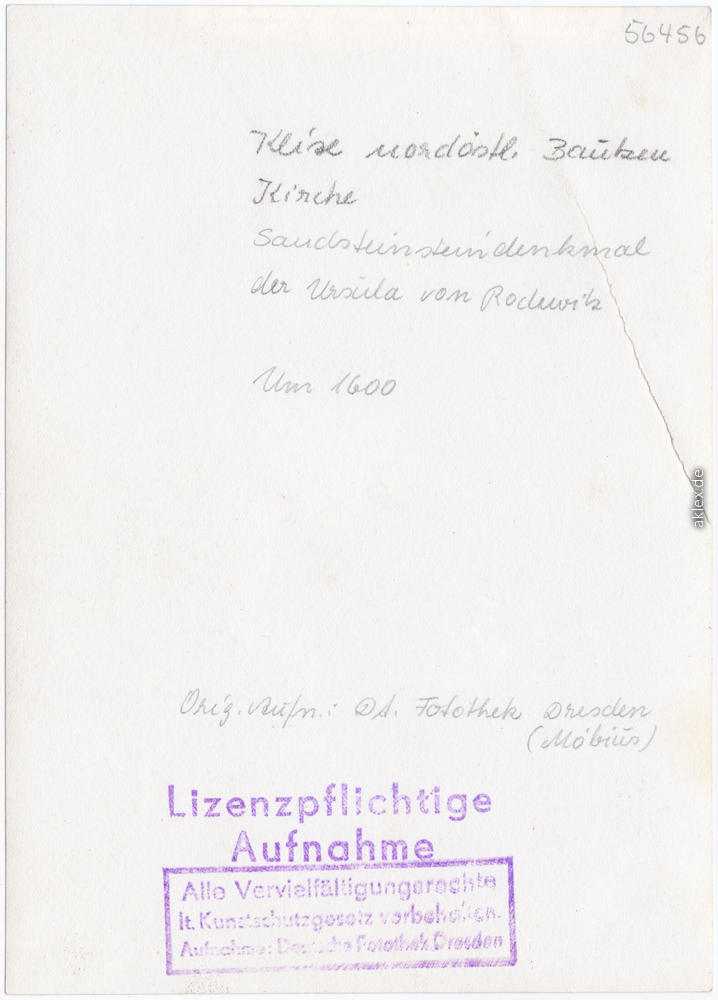 56456
Klix nordöstl. Bautzen
Kirche
Sandsteinsteindenkmal
der Ursula von Rodewitz
Um 1600
aklex.de
Orig. Aufn.: Dt. Fotothek Dresden
(Möbius)
Lizenzpflichtige
Aufnahme
Alle Vervielfältigungsrechte
lt. Kunstschutzgesetz vorbehalten.
Aufnahme: Deutsche Fotothek Dresden